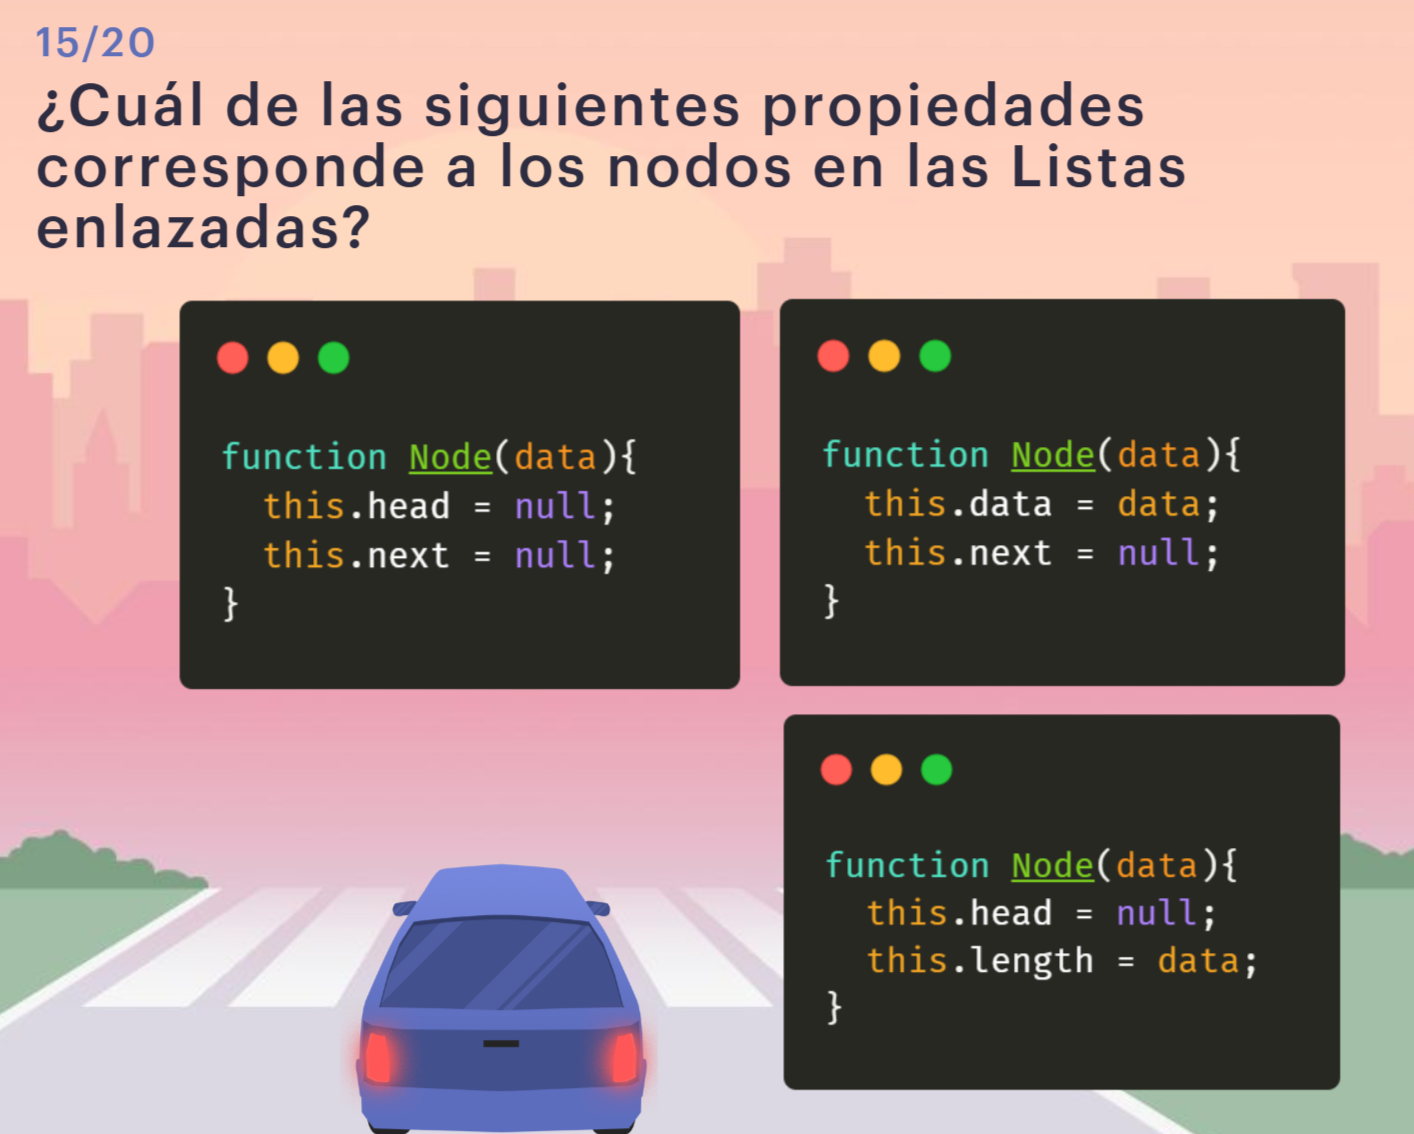 15/20
¿Cuál de las siguientes propiedades
corresponde a los nodos en las Listas
enlazadas?
function Node(data){
  this.head = null;
  this.next = null;
}
function Node(data){
  this.data = data;
  this.next = null;
}
function Node(data){
  this.head = null;
  this.length = data;
}